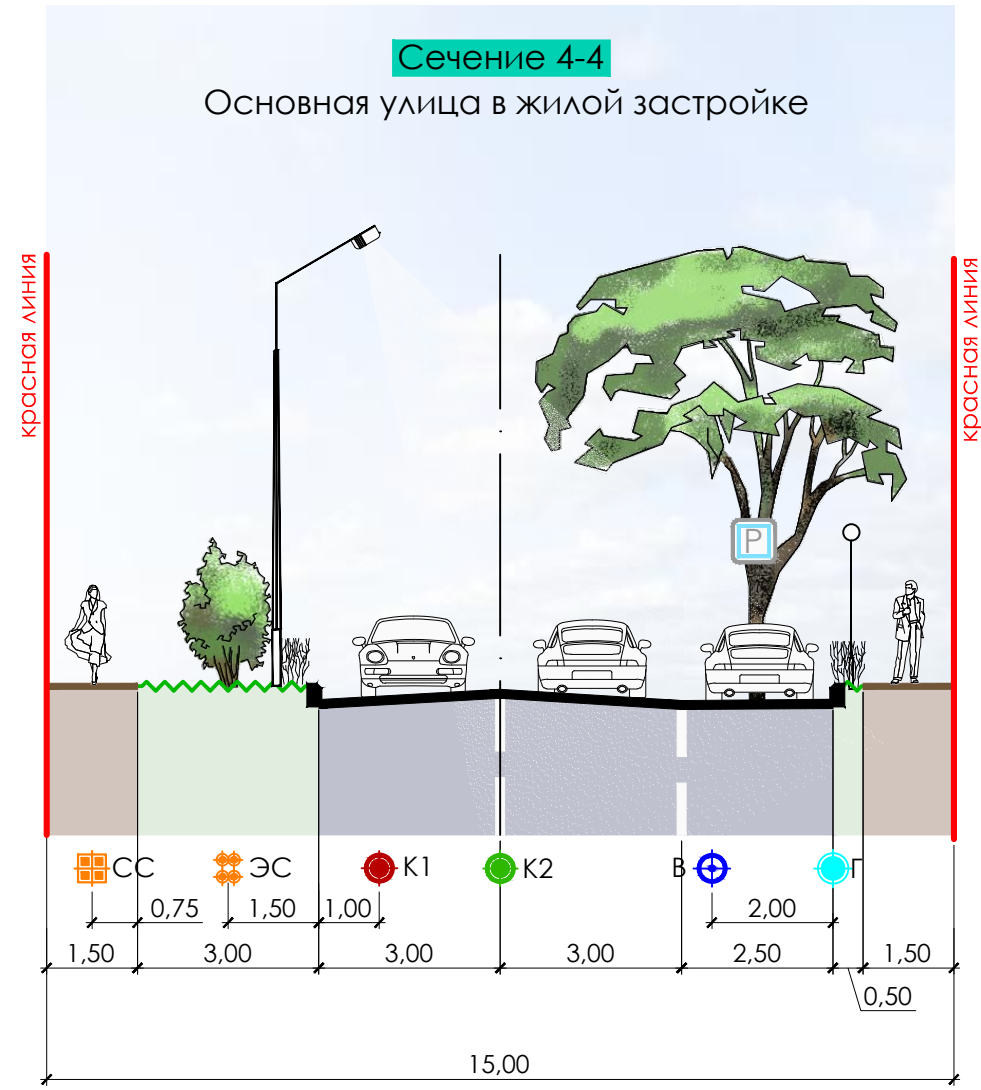 Сечение 4-4
Основная улица в жилой застройке
красная линия
красная линия
P
СС
ЭС
К1
К2
В
Г
0,75
1,50
1,00
2,00
1,50
3,00
3,00
3,00
2,50
1,50
0,50
15,00